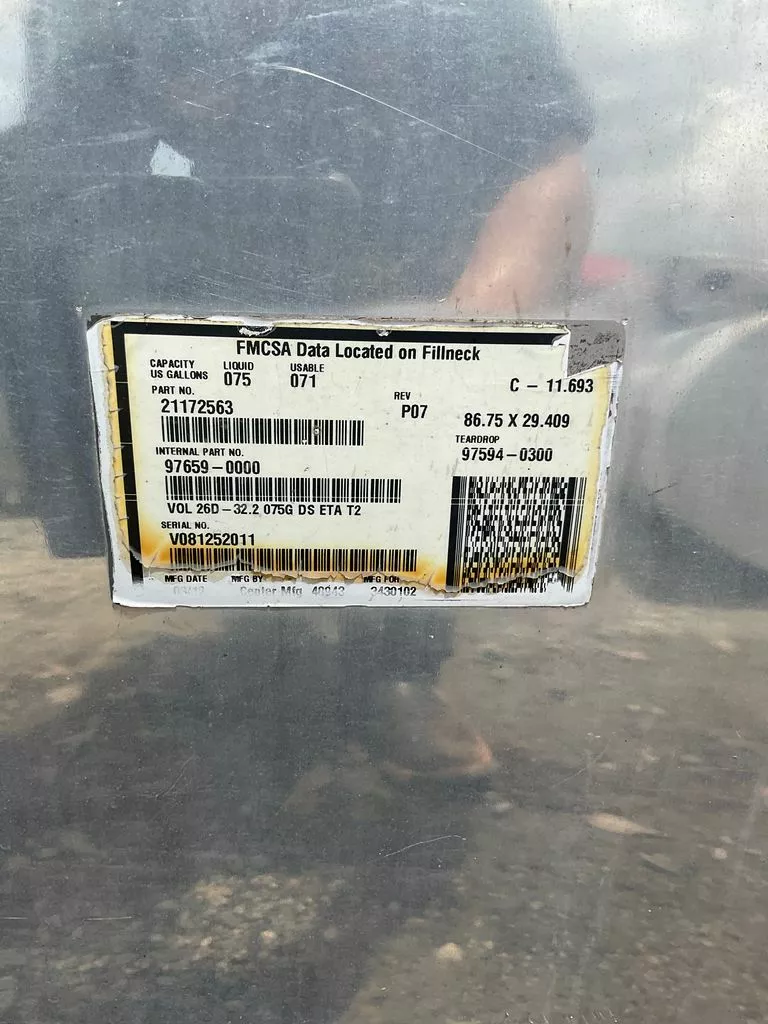 FMCSA Data Located on Fillneck
CAPACITY US GALLONS
LIQUID 075
USABLE 071
C - 11.693
PART NO.
21172563
REV
P07
86.75 X 29.409
TEARDROP
97594-0300
INTERNAL PART NO.
97659-0000
VOL 26D-32.2 075G DS ETA T2
SERIAL NO.
V081252011
MFG DATE MFG BY MFG FOR
Mfg 40943 2430102